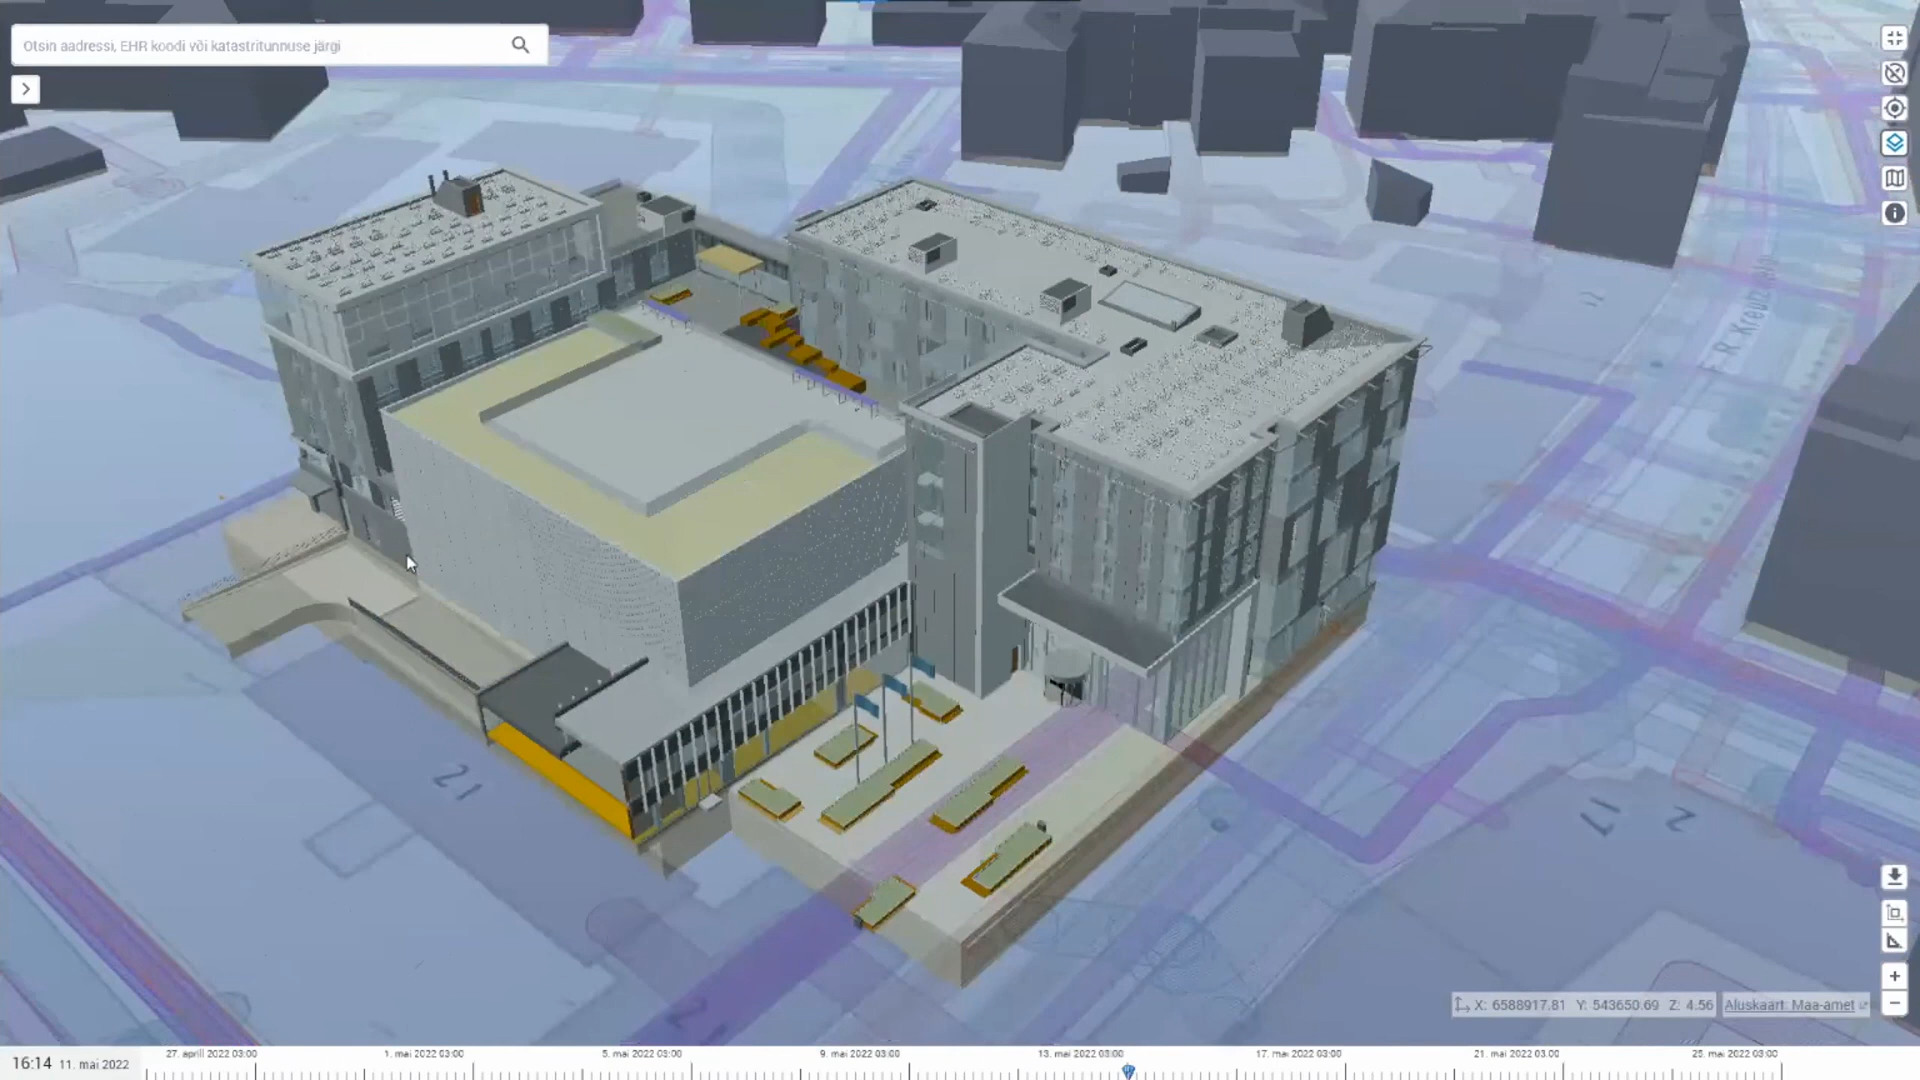 Otsin aadressi, EHR koodi või katastritunnuse järgi
21
17
2
X: 6588917.81 Y: 543650.69 Z: 4.56 Aluskaart: Maa-amet
16:14 11. mai 2022
27. aprill 2022 03:00
1. mai 2022 03:00
5. mai 2022 03:00
9. mai 2022 03:00
13. mai 2022 03:00
17. mai 2022 03:00
21. mai 2022 03:00
25. mai 2022 03:00